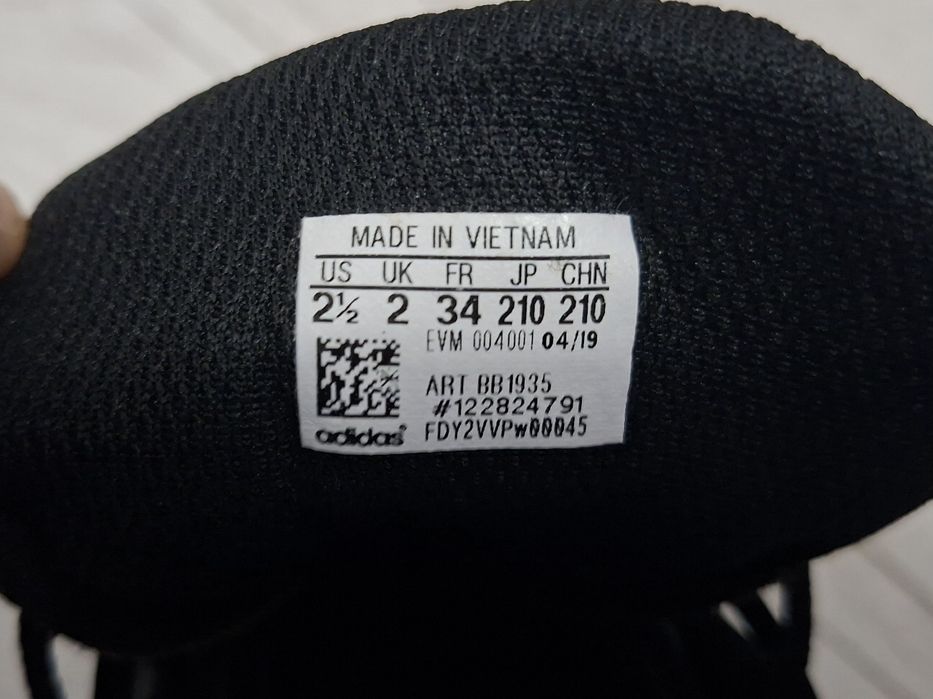 MADE IN VIETNAM
US UK FR JP CHN
2½ 2 34 210 210
EVM 004001 04/19
ART BB1935
#122824791
adidas® FDY2VVPw00045